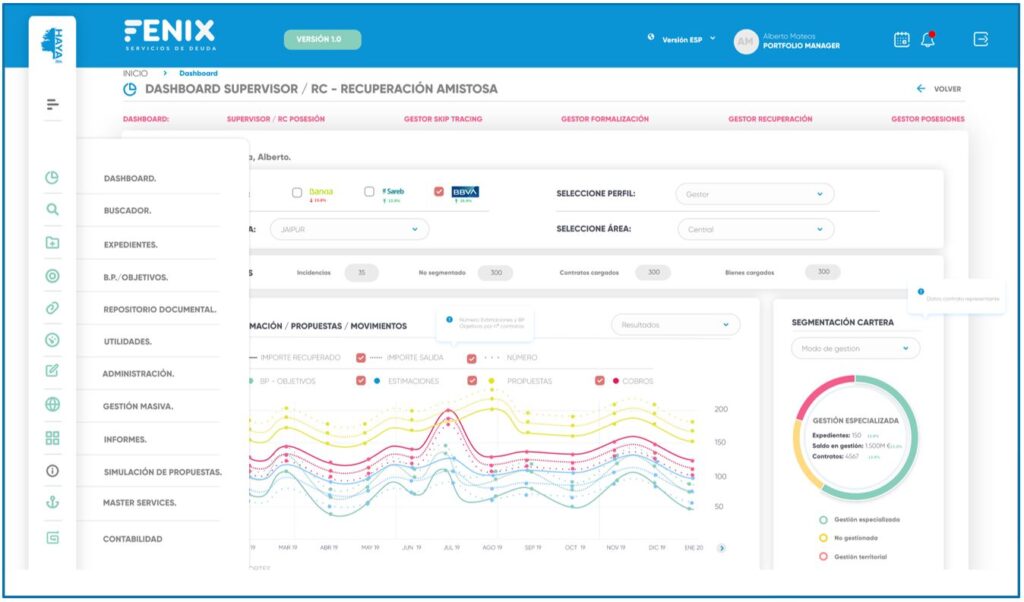 HAYA
FENIX
SERVICIOS DE DEUDA
VERSIÓN 1.0
Versión ESP
AM
Alberto Mateos
PORTFOLIO MANAGER
INICIO > Dashboard
DASHBOARD SUPERVISOR / RC - RECUPERACIÓN AMISTOSA
VOLVER
DASHBOARD: SUPERVISOR / RC POSESIÓN GESTOR SKIP TRACING GESTOR FORMALIZACIÓN GESTOR RECUPERACIÓN GESTOR POSESIONES
DASHBOARD.
BUSCADOR.
EXPEDIENTES.
B.P./OBJETIVOS.
REPOSITORIO DOCUMENTAL.
UTILIDADES.
ADMINISTRACIÓN.
GESTIÓN MASIVA.
INFORMES.
SIMULACIÓN DE PROPUESTAS.
MASTER SERVICES.
CONTABILIDAD
a, Alberto.
Bankia Sareb BBVA
SELECCIONE PERFIL: Gestor
A: JAIPUR
SELECCIONE ÁREA: Central
S Incidencias 35 No segmentado 300 Contratos cargados 300 Bienes cargados 300
MACIÓN / PROPUESTAS / MOVIMIENTOS
Número Estimaciones y BP
Objetivos por nº contratos
Resultados
IMPORTE RECUPERADO IMPORTE SALIDA NÚMERO
BP - OBJETIVOS ESTIMACIONES PROPUESTAS COBROS
200
150
100
50
19 MAR 19 ABR 19 MAY 19 JUN 19 JUL 19 AGO 19 SEP 19 OCT 19 NOV 19 DIC 19 ENE 20
Datos contrato representante
SEGMENTACIÓN CARTERA
Modo de gestión
GESTIÓN ESPECIALIZADA
Expedientes: 150
Saldo en gestión: 1.500M €
Contratos: 4567
Gestión especializada
No gestionada
Gestión territorial